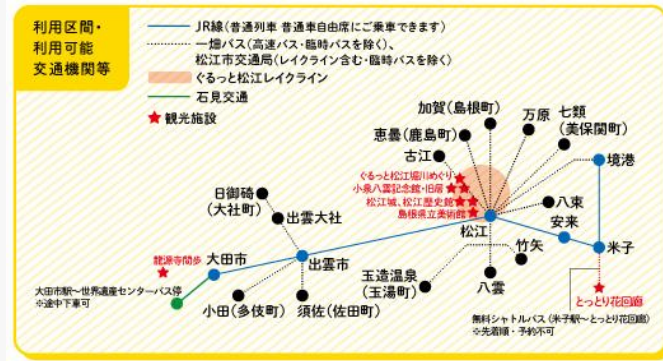 利用区間・
利用可能
交通機関等
JR線(普通列車 普通車自由席にご乗車できます)
一畑バス(高速バス・臨時バスを除く)、
松江市交通局(レイクライン含む・臨時バスを除く)
ぐるっと松江レイクライン
石見交通
★観光施設
加賀(島根町)
万原
七類
(美保関町)
恵曇(鹿島町)
古江
境港
ぐるっと松江堀川めぐり
小泉八雲記念館・旧居
松江城、松江歴史館
島根県立美術館
八束
日御碕
(大社町)
出雲大社
松江
安来
米子
竹矢
龍源寺間歩
大田市
出雲市
玉造温泉
(玉湯町)
八雲
とっとり花回廊
大田市駅〜世界遺産センターバス停
※途中下車可
小田(多伎町)
須佐(佐田町)
無料シャトルバス(米子駅〜とっとり花回廊)
※先着順・予約不可